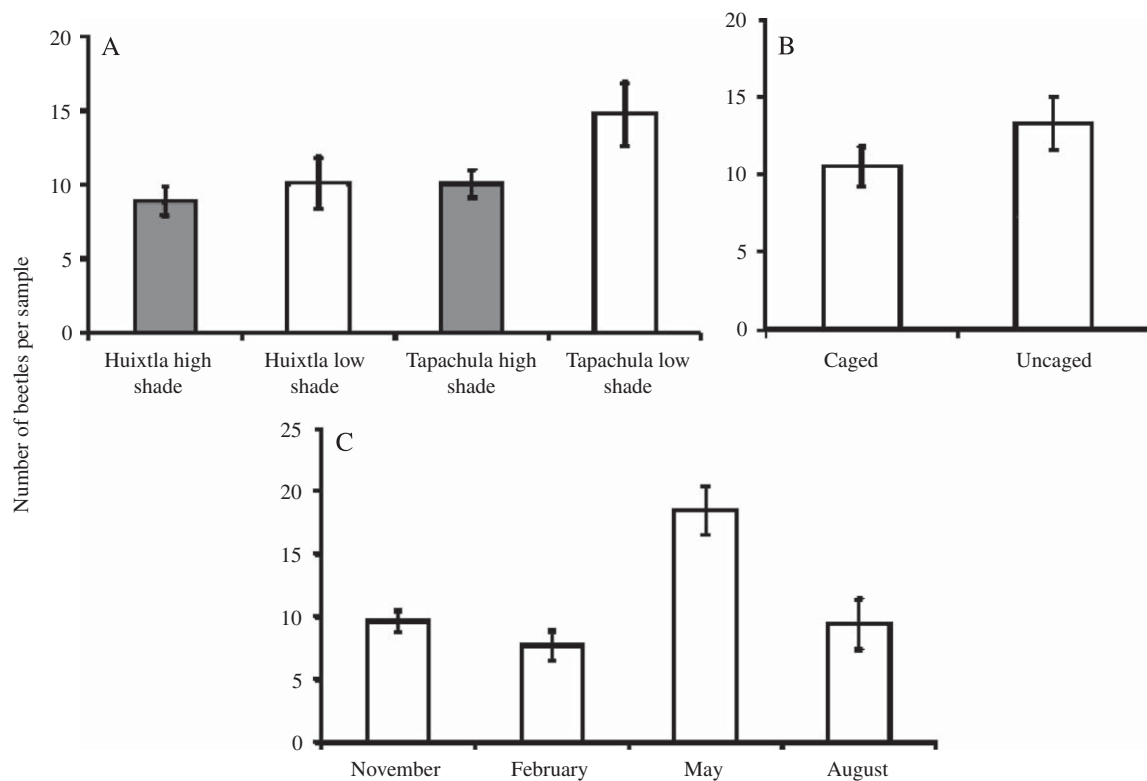 Number of beetles per sample
A
20
15
10
5
0
Huixtla high
shade
Huixtla low
shade
Tapachula high
shade
Tapachula low
shade
B
20
15
10
5
0
Caged
Uncaged
C
25
20
15
10
5
0
November
February
May
August